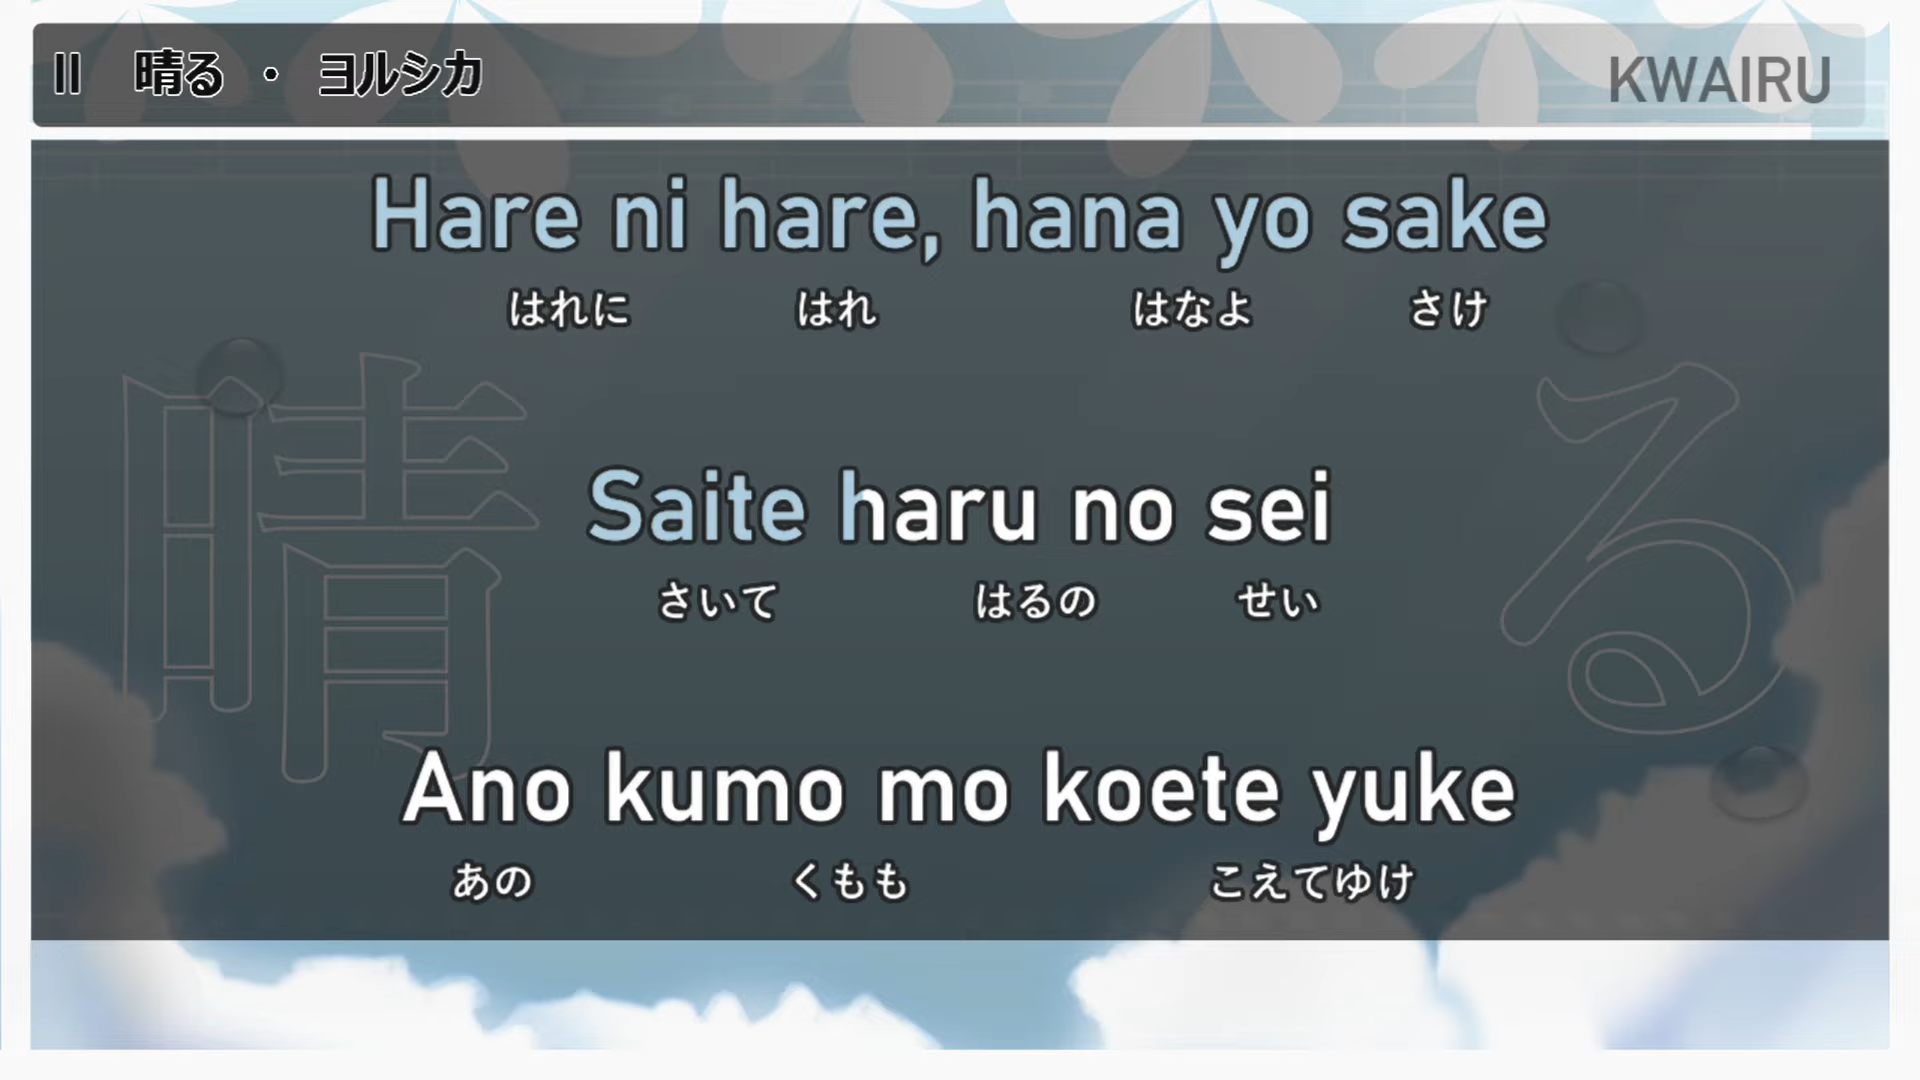 晴る ・ ヨルシカ
KWAIRU
Hare ni hare, hana yo sake
はれに はれ はなよ さけ
晴る
Saite haru no sei
さいて はるの せい
Ano kumo mo koete yuke
あの くもも こえてゆけ